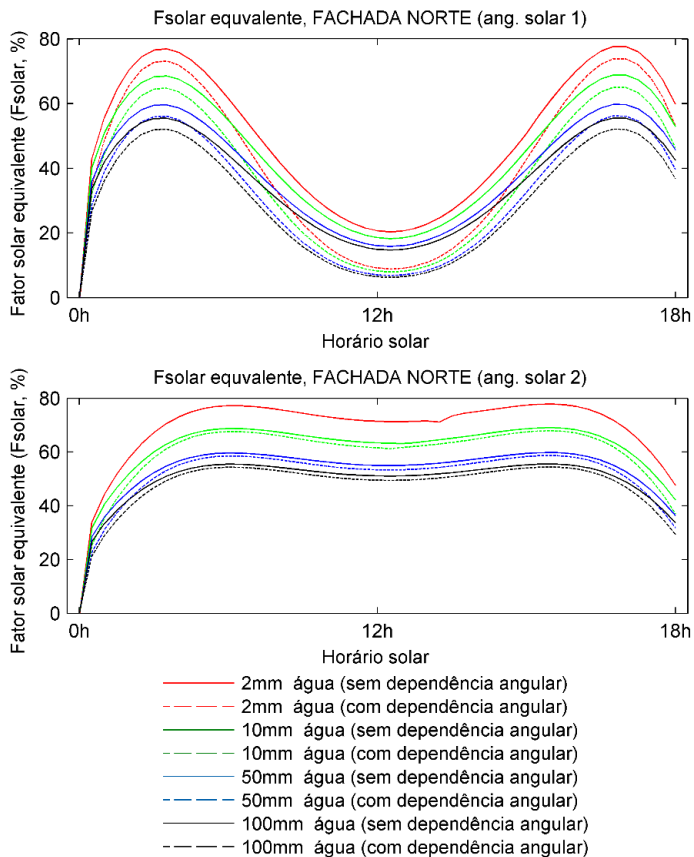 Fsolar equvalente, FACHADA NORTE (ang. solar 1)
Fator solar equivalente (Fsolar, %)
80
60
40
20
0
0h 12h 18h
Horário solar
Fsolar equvalente, FACHADA NORTE (ang. solar 2)
Fator solar equivalente (Fsolar, %)
80
60
40
20
0
0h 12h 18h
Horário solar
2mm água (sem dependência angular)
2mm água (com dependência angular)
10mm água (sem dependência angular)
10mm água (com dependência angular)
50mm água (sem dependência angular)
50mm água (com dependência angular)
100mm água (sem dependência angular)
100mm água (com dependência angular)